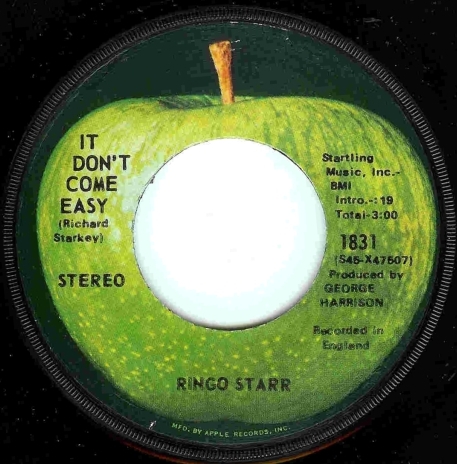 IT
DON'T
COME
EASY
(Richard
Starkey)
STEREO
Startling
Music, Inc.-
BMI
Intro.-:19
Total-3:00
1831
(S45-X47507)
Produced by
GEORGE
HARRISON
Recorded in
England
RINGO STARR
MFD. BY APPLE RECORDS, INC.